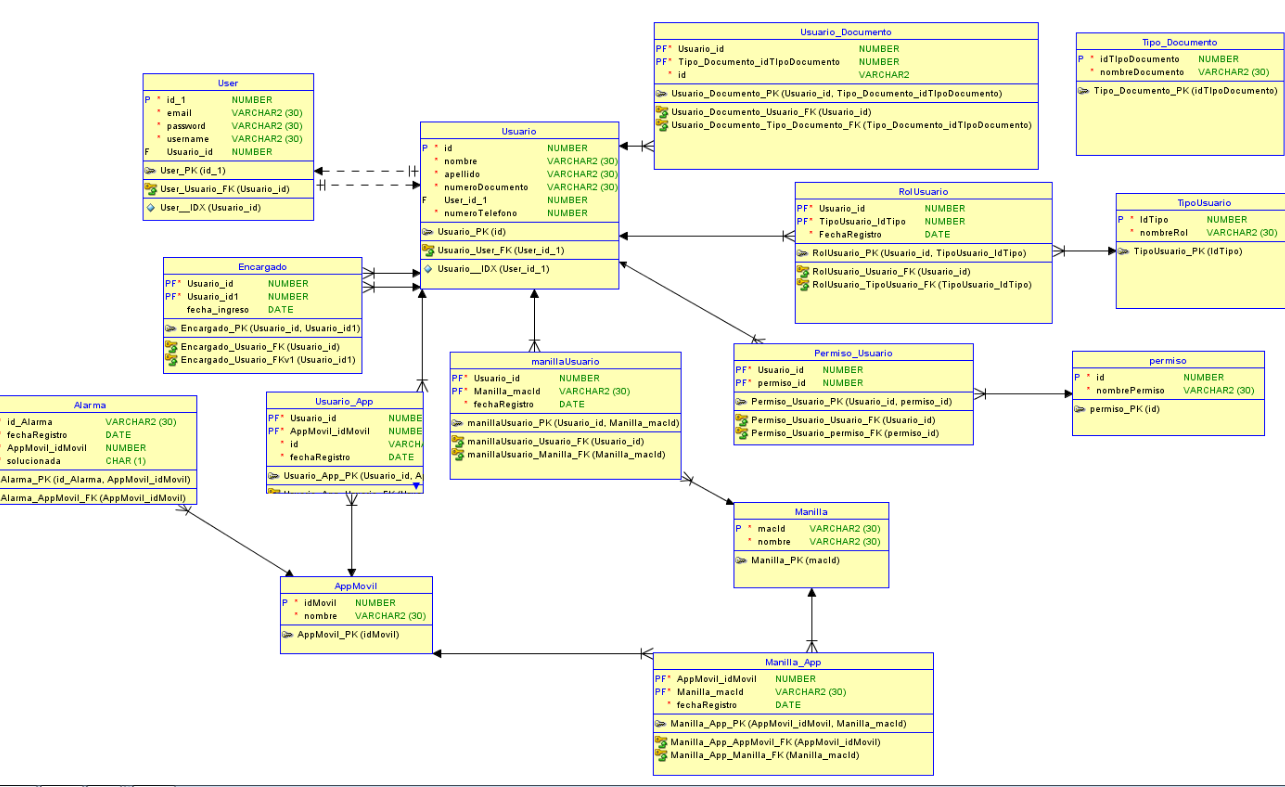 Usuario_Documento
PF* Usuario_id NUMBER
PF* Tipo_Documento_idTIpoDocumento NUMBER
* id VARCHAR2
Usuario_Documento_PK (Usuario_id, Tipo_Documento_idTIpoDocumento)
Usuario_Documento_Usuario_FK (Usuario_id)
Usuario_Documento_Tipo_Documento_FK (Tipo_Documento_idTIpoDocumento)
Tipo_Documento
P * idTIpoDocumento NUMBER
* nombreDocumento VARCHAR2 (30)
Tipo_Documento_PK (idTIpoDocumento)
User
P * id_1 NUMBER
* email VARCHAR2 (30)
* password VARCHAR2 (30)
* username VARCHAR2 (30)
F Usuario_id NUMBER
User_PK (id_1)
User_Usuario_FK (Usuario_id)
User__IDX (Usuario_id)
Usuario
P * id NUMBER
* nombre VARCHAR2 (30)
* apellido VARCHAR2 (30)
* numeroDocumento VARCHAR2 (30)
F User_id_1 NUMBER
* numeroTelefono NUMBER
Usuario_PK (id)
Usuario_User_FK (User_id_1)
Usuario__IDX (User_id_1)
RolUsuario
PF* Usuario_id NUMBER
PF* TipoUsuario_IdTipo NUMBER
* FechaRegistro DATE
RolUsuario_PK (Usuario_id, TipoUsuario_IdTipo)
RolUsuario_Usuario_FK (Usuario_id)
RolUsuario_TipoUsuario_FK (TipoUsuario_IdTipo)
TipoUsuario
P * IdTipo NUMBER
* nombreRol VARCHAR2 (30)
TipoUsuario_PK (IdTipo)
Encargado
PF* Usuario_id NUMBER
PF* Usuario_id1 NUMBER
fecha_ingreso DATE
Encargado_PK (Usuario_id, Usuario_id1)
Encargado_Usuario_FK (Usuario_id)
Encargado_Usuario_FKv1 (Usuario_id1)
manillaUsuario
PF* Usuario_id NUMBER
PF* Manilla_macId VARCHAR2 (30)
* fechaRegistro DATE
manillaUsuario_PK (Usuario_id, Manilla_macId)
manillaUsuario_Usuario_FK (Usuario_id)
manillaUsuario_Manilla_FK (Manilla_macId)
Permiso_Usuario
PF* Usuario_id NUMBER
PF* permiso_id NUMBER
Permiso_Usuario_PK (Usuario_id, permiso_id)
Permiso_Usuario_Usuario_FK (Usuario_id)
Permiso_Usuario_permiso_FK (permiso_id)
permiso
P * id NUMBER
* nombrePermiso VARCHAR2 (30)
permiso_PK (id)
Alarma
id_Alarma VARCHAR2 (30)
fechaRegistro DATE
AppMovil_idMovil NUMBER
solucionada CHAR (1)
Alarma_PK (id_Alarma, AppMovil_idMovil)
Alarma_AppMovil_FK (AppMovil_idMovil)
Usuario_App
PF* Usuario_id NUMBE
PF* AppMovil_idMovil NUMBE
* id VARCH
* fechaRegistro DATE
Usuario_App_PK (Usuario_id, A
Manilla
P * macId VARCHAR2 (30)
* nombre VARCHAR2 (30)
Manilla_PK (macId)
AppMovil
P * idMovil NUMBER
* nombre VARCHAR2 (30)
AppMovil_PK (idMovil)
Manilla_App
PF* AppMovil_idMovil NUMBER
PF* Manilla_macId VARCHAR2 (30)
* fechaRegistro DATE
Manilla_App_PK (AppMovil_idMovil, Manilla_macId)
Manilla_App_AppMovil_FK (AppMovil_idMovil)
Manilla_App_Manilla_FK (Manilla_macId)